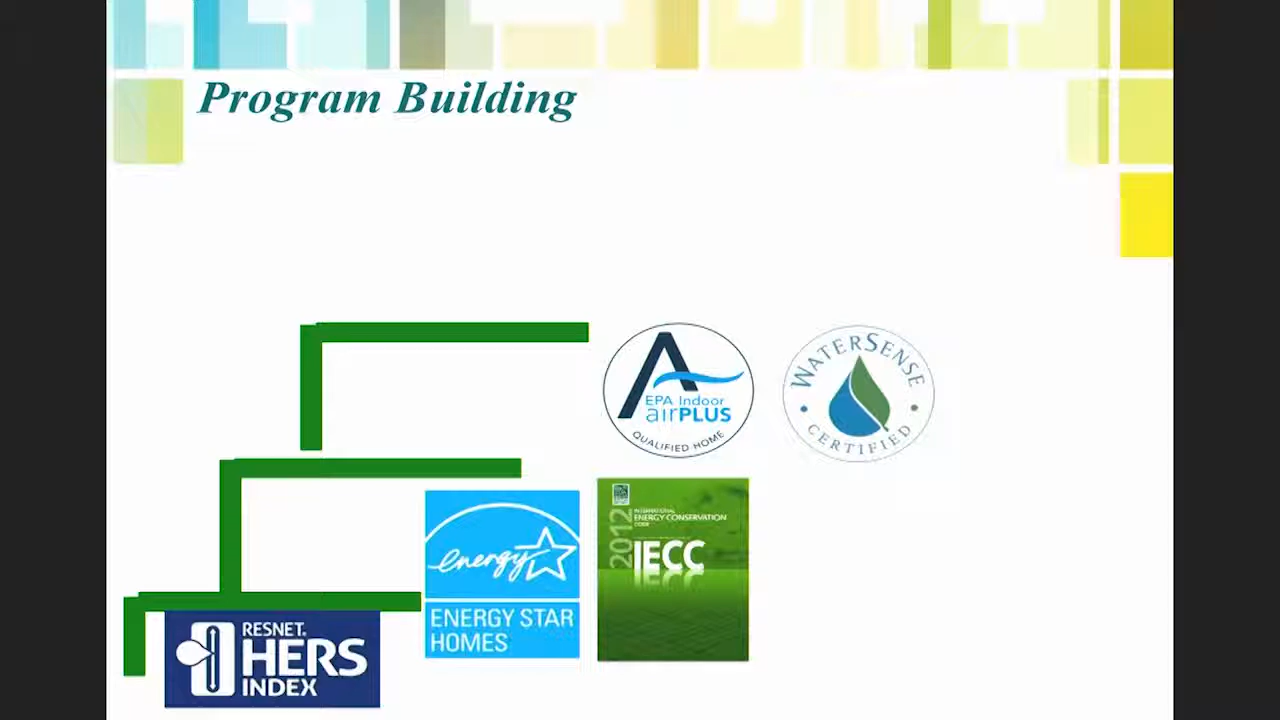 Program Building
EPA Indoor
airPLUS
QUALIFIED HOME
WATERSENSE
CERTIFIED
energy
ENERGY STAR
HOMES
2012
INTERNATIONAL
ENERGY CONSERVATION
CODE
IECC
RESNET.
HERS
INDEX